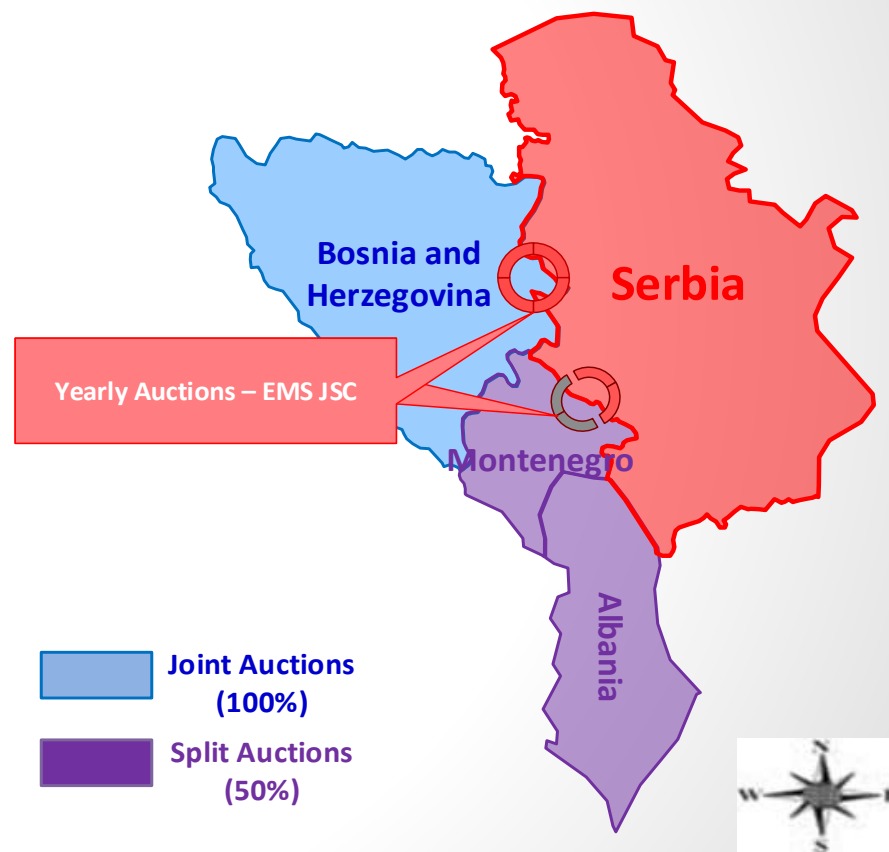 Bosnia and
Herzegovina
Serbia
Yearly Auctions – EMS JSC
Montenegro
Albania
Joint Auctions
(100%)
Split Auctions
(50%)
N
W
S